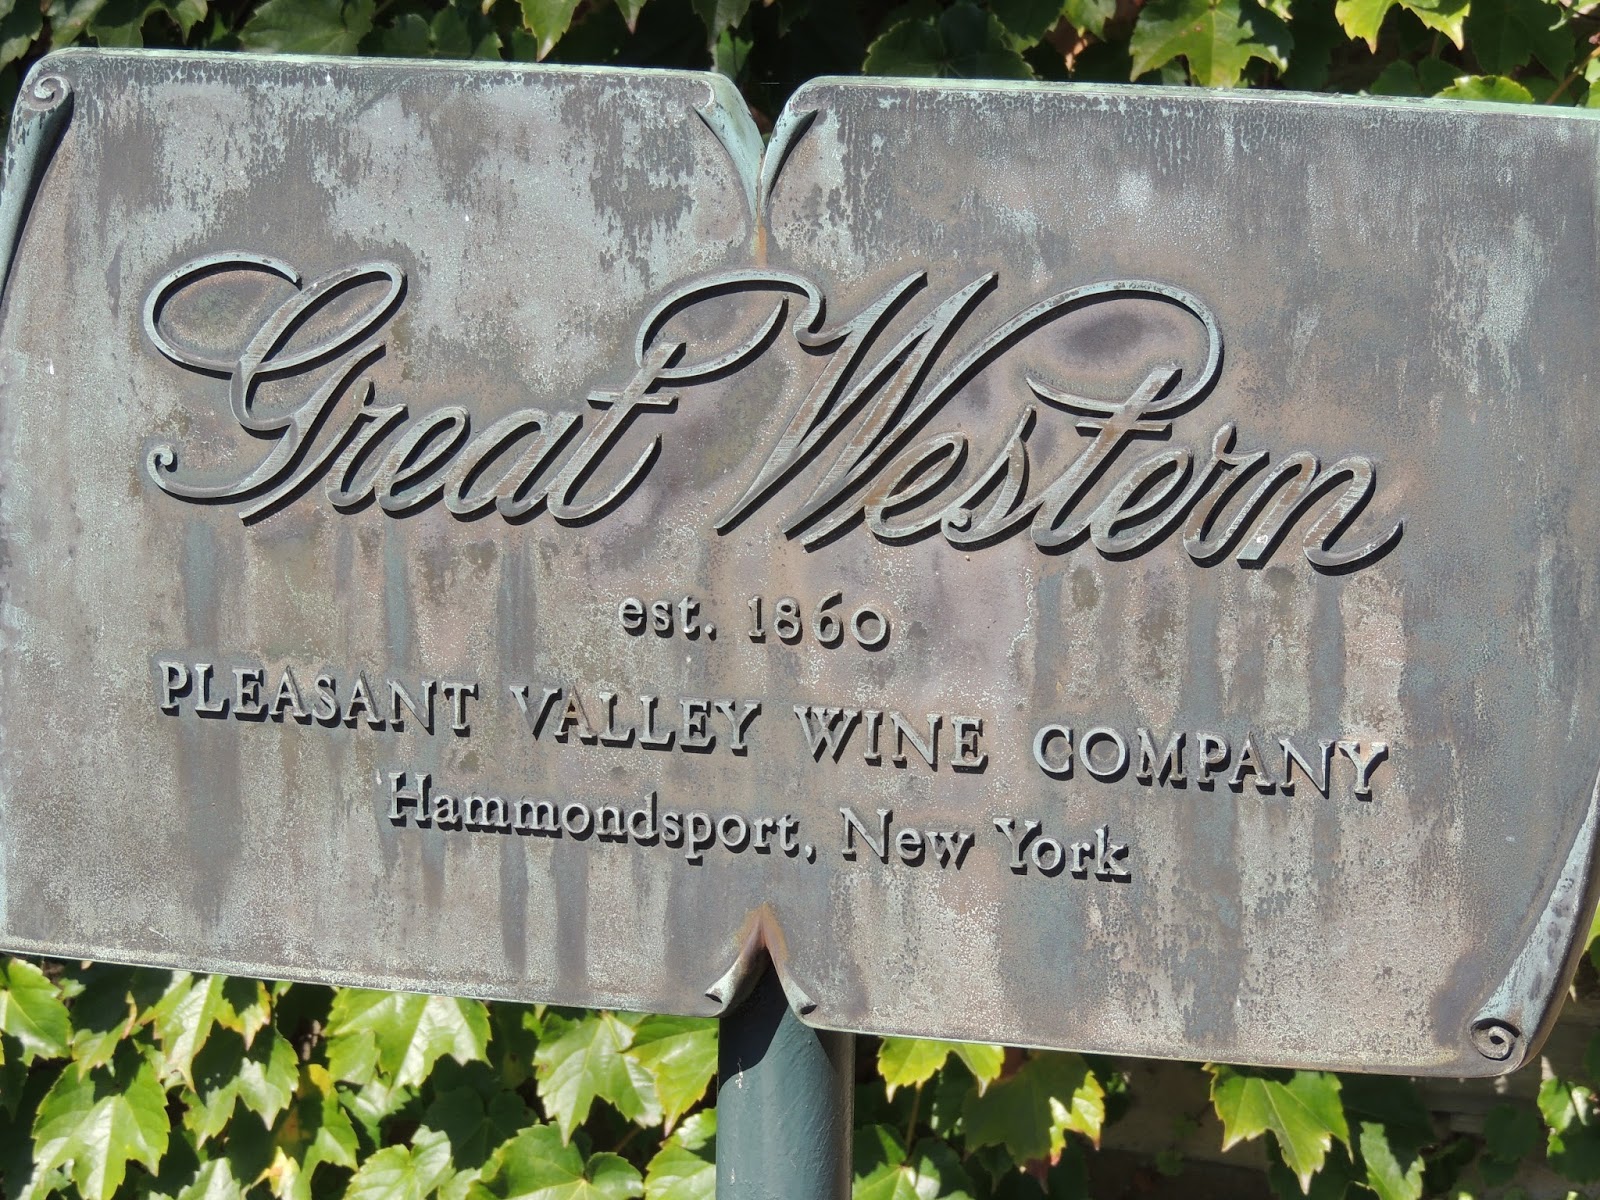 Great Western
est. 1860
PLEASANT VALLEY WINE COMPANY
Hammondsport, New York